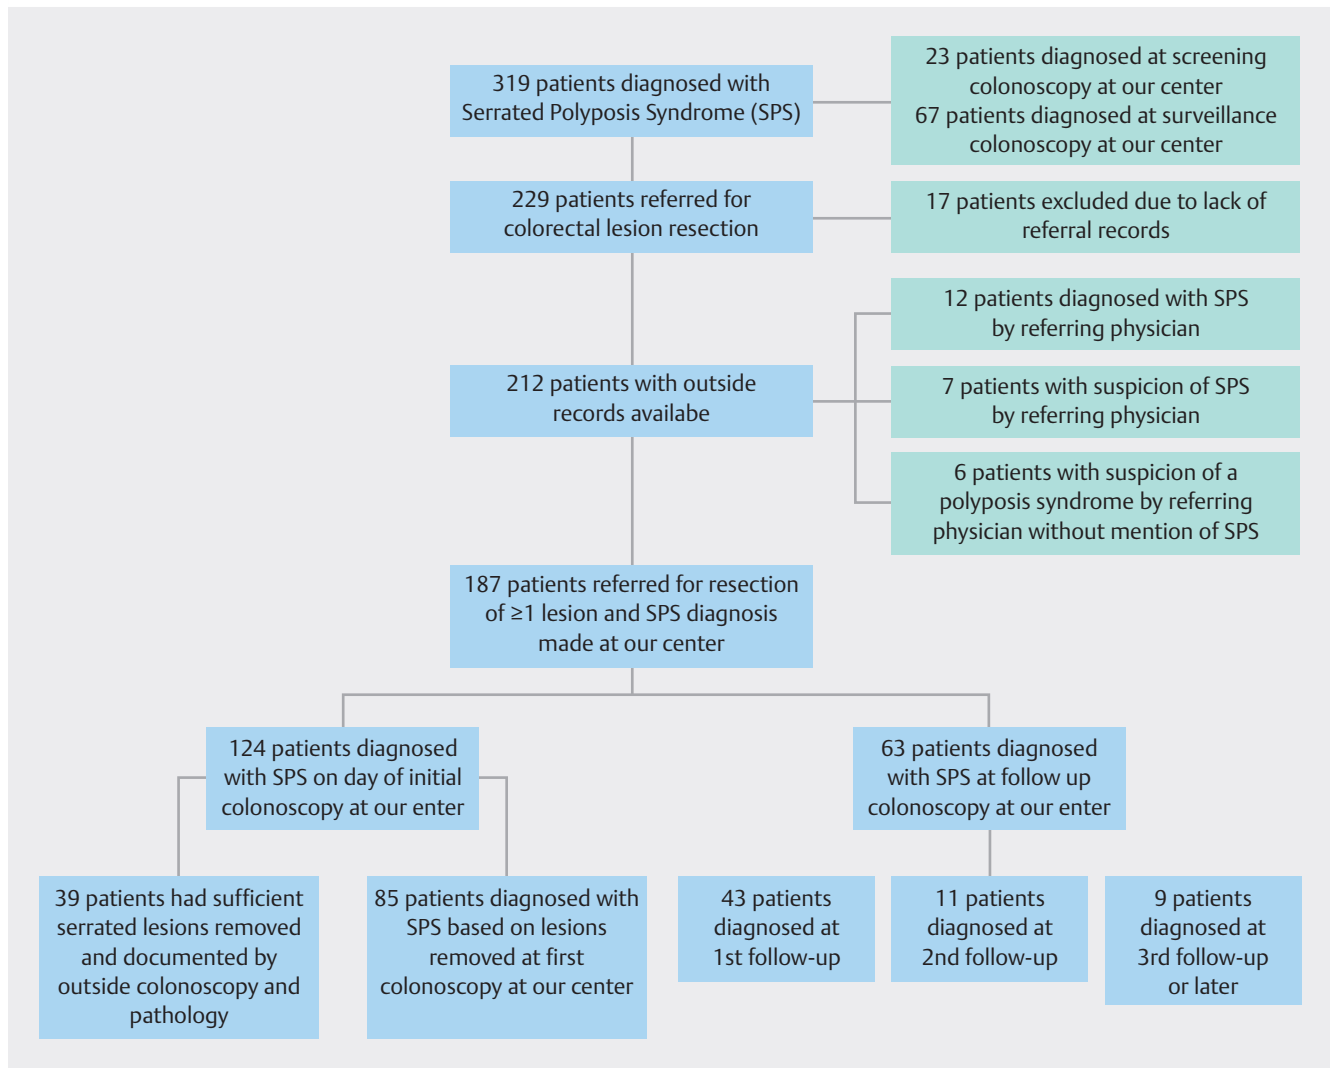 319 patients diagnosed with
Serrated Polyposis Syndrome (SPS)
23 patients diagnosed at screening
colonoscopy at our center
67 patients diagnosed at surveillance
colonoscopy at our center
229 patients referred for
colorectal lesion resection
17 patients excluded due to lack of
referral records
212 patients with outside
records availabe
12 patients diagnosed with SPS
by referring physician
7 patients with suspicion of SPS
by referring physician
6 patients with suspicion of a
polyposis syndrome by referring
physician without mention of SPS
187 patients referred for resection
of ≥1 lesion and SPS diagnosis
made at our center
124 patients diagnosed
with SPS on day of initial
colonoscopy at our enter
63 patients diagnosed
with SPS at follow up
colonoscopy at our enter
39 patients had sufficient
serrated lesions removed
and documented by
outside colonoscopy and
pathology
85 patients diagnosed with
SPS based on lesions
removed at first
colonoscopy at our center
43 patients
diagnosed at
1st follow-up
11 patients
diagnosed at
2nd follow-up
9 patients
diagnosed at
3rd follow-up
or later